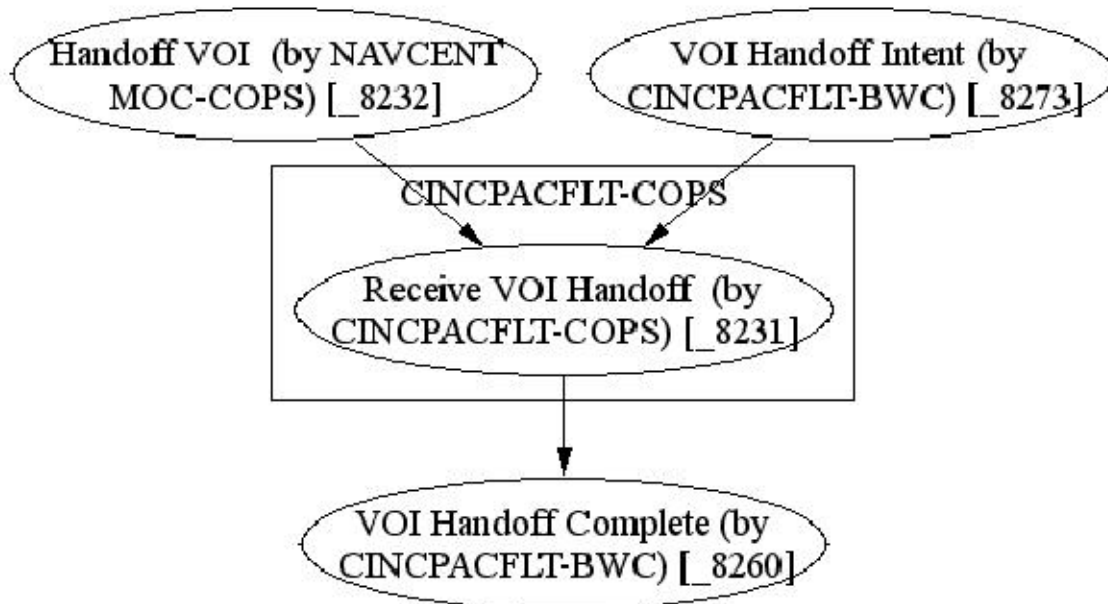 Handoff VOI (by NAVCENT
MOC-COPS) [_8232]
VOI Handoff Intent (by
CINCPACFLT-BWC) [_8273]
CINCPACFLT-COPS
Receive VOI Handoff (by
CINCPACFLT-COPS) [_8231]
VOI Handoff Complete (by
CINCPACFLT-BWC) [_8260]